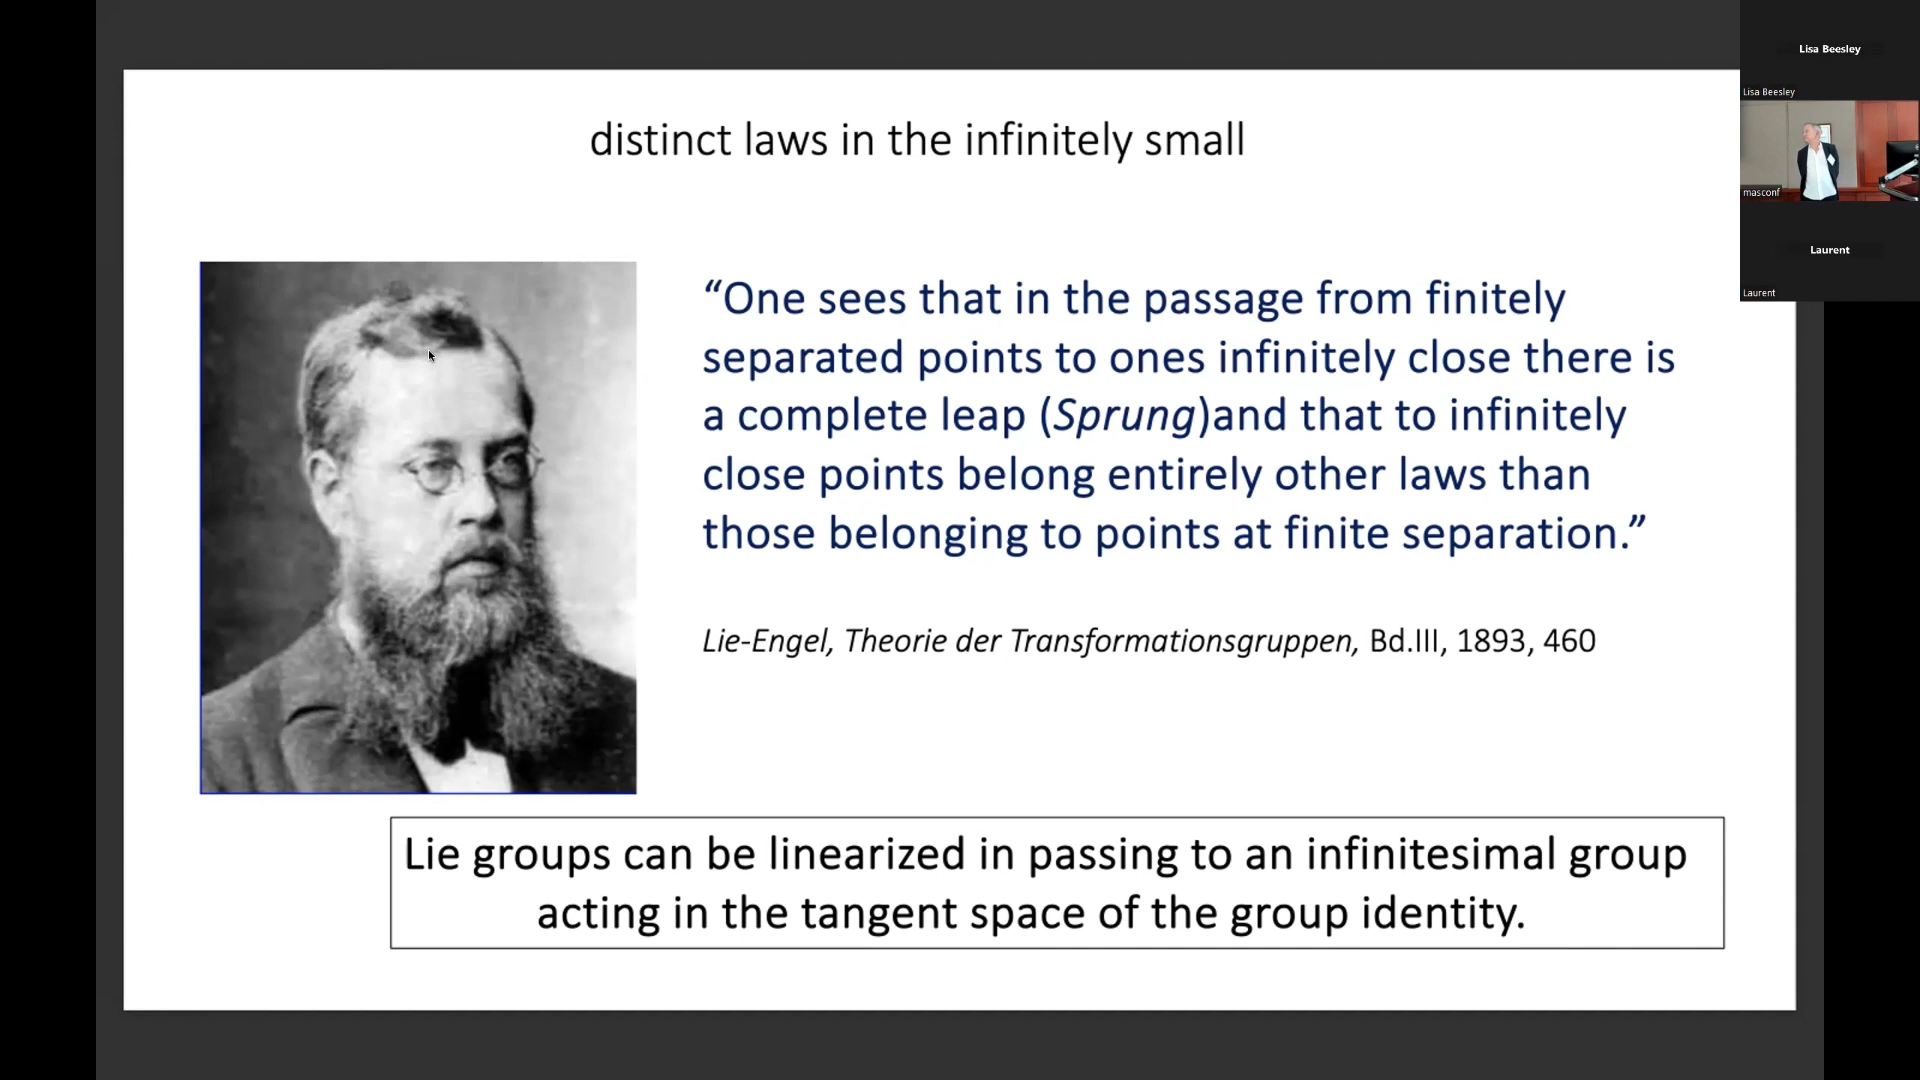 distinct laws in the infinitely small
“One sees that in the passage from finitely
separated points to ones infinitely close there is
a complete leap (Sprung)and that to infinitely
close points belong entirely other laws than
those belonging to points at finite separation.”
Lie-Engel, Theorie der Transformationsgruppen, Bd.III, 1893, 460
Lie groups can be linearized in passing to an infinitesimal group
acting in the tangent space of the group identity.
Lisa Beesley
Lisa Beesley
masconf
Laurent
Laurent